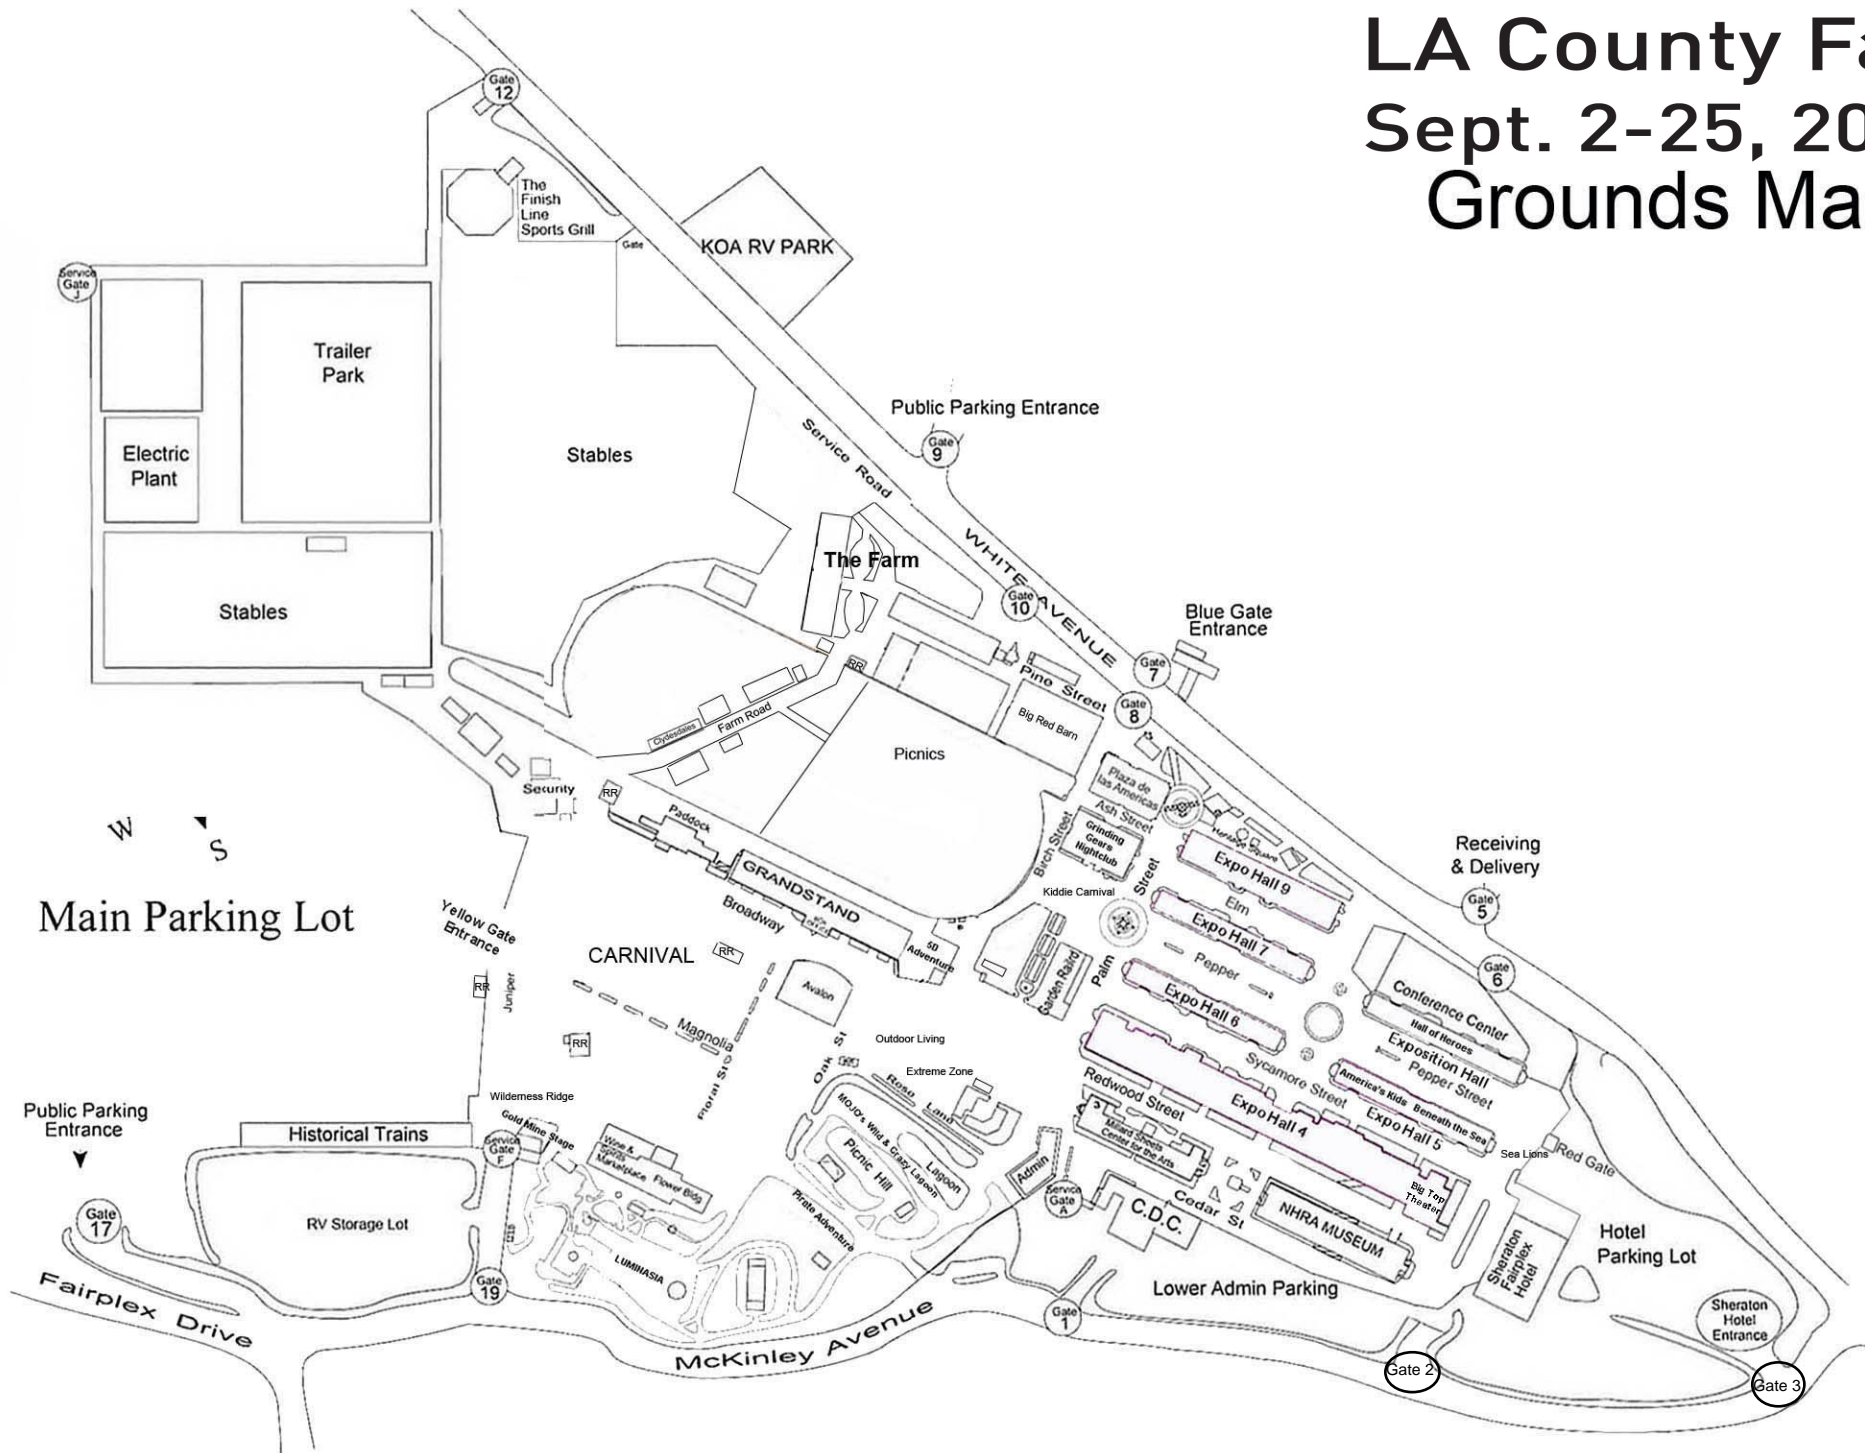 LA County Fa
Sept. 2-25, 20
Grounds Ma
Gate
12
The
Finish
Line
Sports Grill
Gate
KOA RV PARK
Service
Gate
J
Trailer
Park
Public Parking Entrance
Gate
9
Electric
Plant
Stables
Service Road
WHITE AVENUE
The Farm
Gate
10
Stables
Blue Gate
Entrance
Gate
7
RR
Pine Street
Gate
8
Big Red Barn
Clydesdales
Farm Road
Picnics
Plaza de
las Americas
Ash Street
Security
RR
Paddock
Birch Street
Grinding
Gears
Nightclub
Heritage Square
W
S
Main Parking Lot
Receiving
& Delivery
Gate
5
Expo Hall 9
GRANDSTAND
Broadway
Kiddie Carnival
Street
Elm
Expo Hall 7
Yellow Gate
Entrance
CARNIVAL
RR
5D
Adventure
Palm
Pepper
Gate
6
RR
Juniper
Avalon
Garden Railrd
Expo Hall 6
Conference Center
Hall of Heroes
Exposition Hall
Pepper Street
RR
Magnolia
Floral St
Oak St
Outdoor Living
Extreme Zone
Rose
Land
Sycamore Street
America's Kids Beneath the Sea
Redwood Street
Expo Hall 4
Expo Hall 5
Wilderness Ridge
Gold Mine Stage
Public Parking
Entrance
Historical Trains
Service
Gate
F
Wine &
Spirits
Marketplace
Flower Bldg.
MOJO's Wild & Crazy Lagoon
Picnic Hill
Lagoon
Millard Sheets
Center for the Arts
Sea Lions
Red Gate
Admin
Service
Gate
A
C.D.C.
Cedar St
Big Top
Theater
NHRA MUSEUM
Gate
17
RV Storage Lot
Pirate Adventure
LUMINASIA
Sheraton
Fairplex
Hotel
Hotel
Parking Lot
Gate
19
Lower Admin Parking
Gate
1
Sheraton
Hotel
Entrance
Fairplex Drive
McKinley Avenue
Gate 2
Gate 3